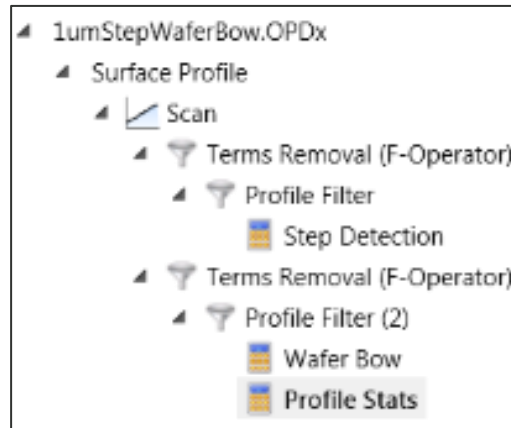 1umStepWaferBow.OPDx
Surface Profile
Scan
Terms Removal (F-Operator)
Profile Filter
Step Detection
Terms Removal (F-Operator)
Profile Filter (2)
Wafer Bow
Profile Stats